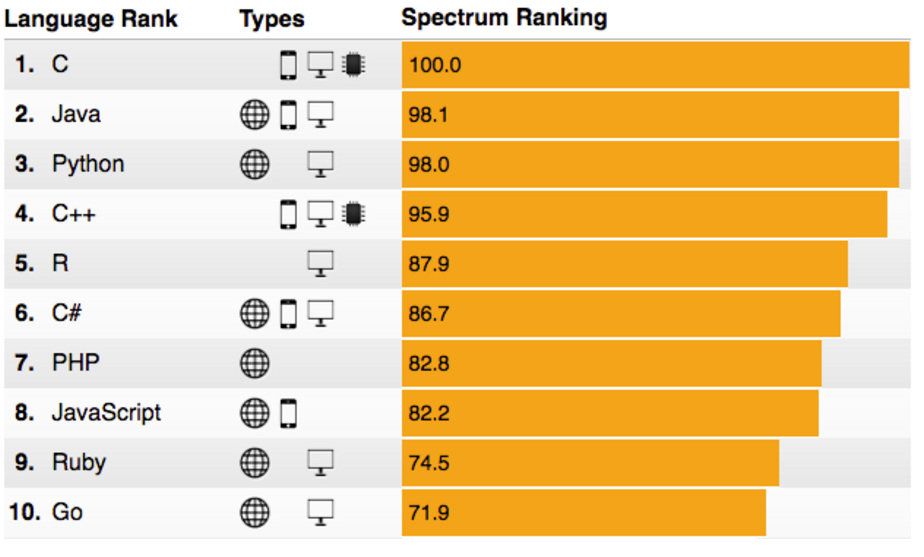 Language Rank Types Spectrum Ranking
1. C 100.0
2. Java 98.1
3. Python 98.0
4. C++ 95.9
5. R 87.9
6. C# 86.7
7. PHP 82.8
8. JavaScript 82.2
9. Ruby 74.5
10. Go 71.9